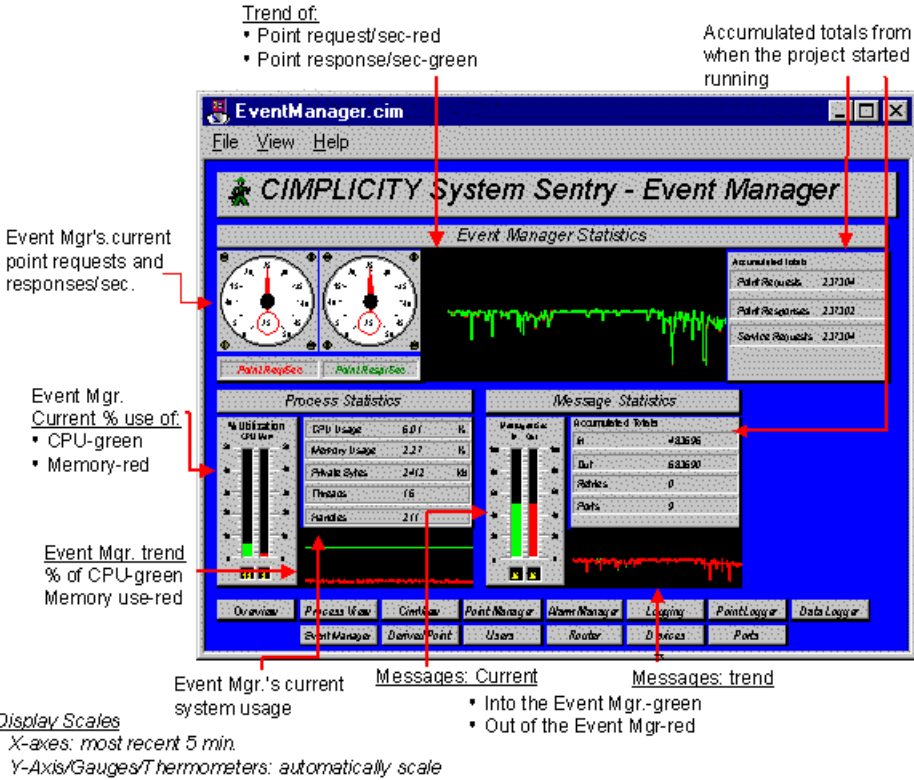 Trend of:
• Point request/sec-red
• Point response/sec-green
Accumulated totals from
when the project started
running
EventManager.cim
File View Help
CIMPLICITY System Sentry - Event Manager
Event Manager Statistics
Event Mgr's.current
point requests and
responses/sec.
Accumulated totals
Point Requests 237304
Point Responses 237302
Service Requests 237304
Point Req/Sec Point Resp/Sec
Event Mgr.
Current % use of:
• CPU-green
• Memory-red
Process Statistics
% Utilization
CPU Usage 6.01 %
Memory Usage 2.27 %
Private Bytes 2412 kB
Threads 16
Handles 211
Message Statistics
In Out
Accumulated Totals
In
Out 683690
Retries 0
Ports 9
Event Mgr. trend
% of CPU-green
Memory use-red
Overview Process View CimView Point Manager Alarm Manager Logging Point Logger Data Logger
Event Manager Derived Point Users Router Devices Ports
Event Mgr.'s current
system usage
Messages: Current
• Into the Event Mgr.-green
• Out of the Event Mgr-red
Messages: trend
Display Scales
X-axes: most recent 5 min.
Y-Axis/Gauges/Thermometers: automatically scale